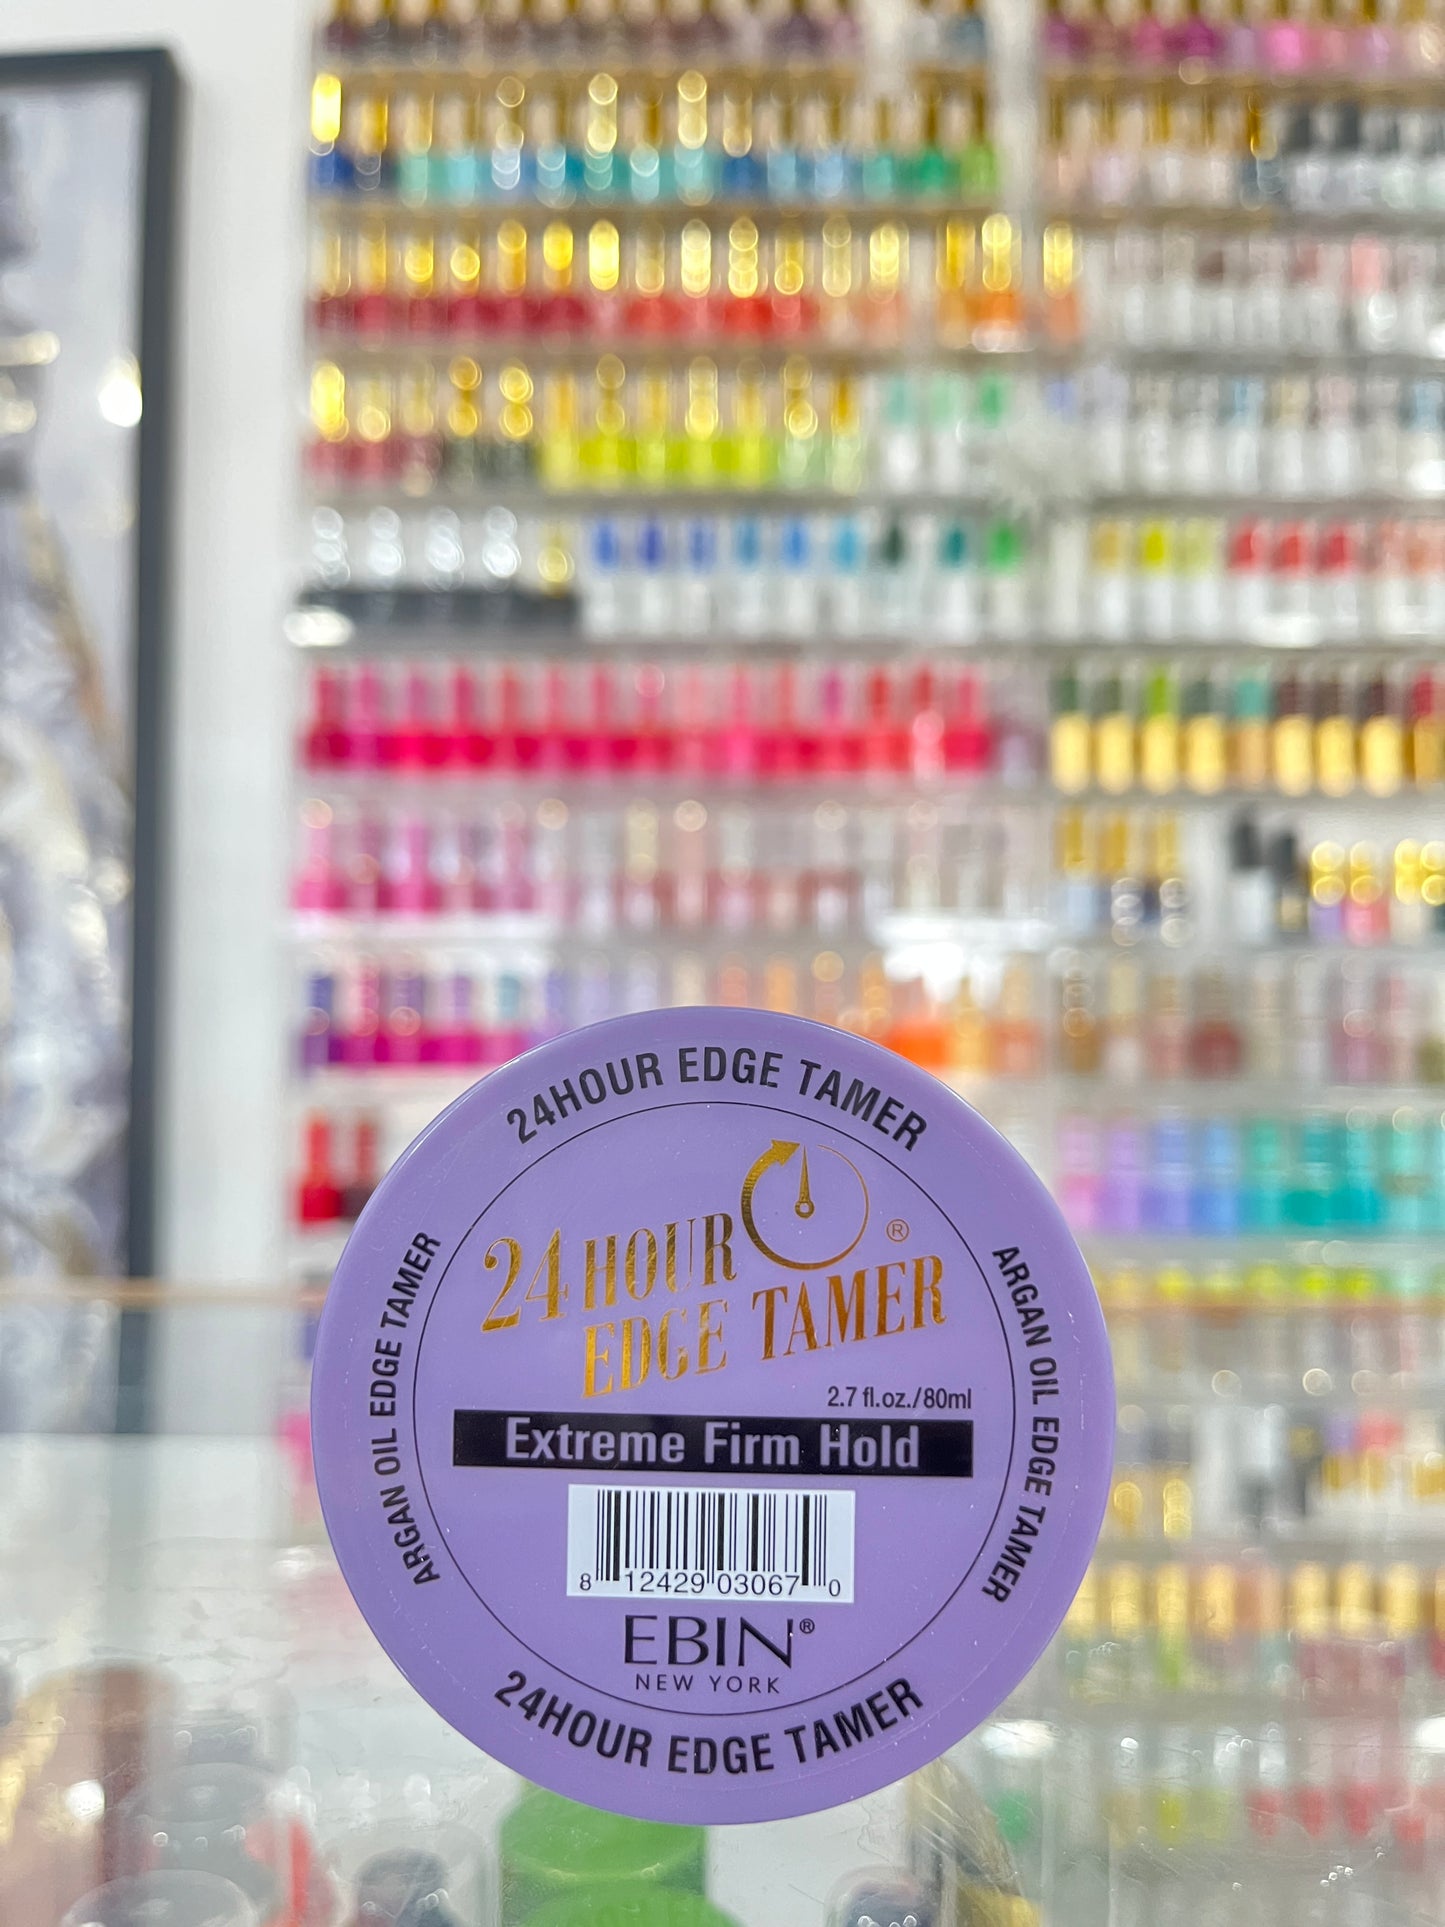 24HOUR EDGE TAMER
24 HOUR
EDGE TAMER®
2.7 fl.oz./80ml
Extreme Firm Hold
8 12429 03067 0
EBIN®
NEW YORK
ARGAN OIL EDGE TAMER
ARGAN OIL EDGE TAMER
24HOUR EDGE TAMER